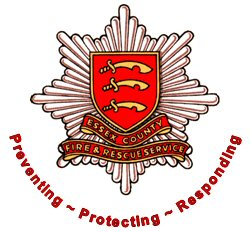 ESSEX COUNTY
FIRE & RESCUE SERVICE
Preventing ~ Protecting ~ Responding